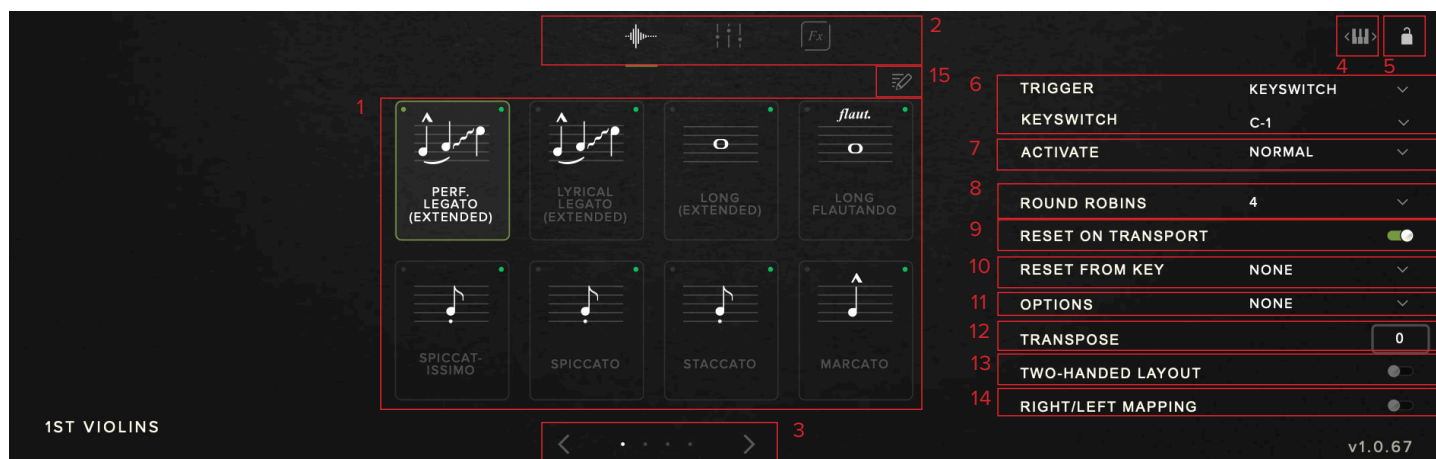 2
Fx
4
5
15
1
flaut.
PERF.
LEGATO
(EXTENDED)
LYRICAL
LEGATO
(EXTENDED)
LONG
(EXTENDED)
LONG
FLAUTANDO
SPICCAT-
ISSIMO
SPICCATO
STACCATO
MARCATO
3
6
TRIGGER KEYSWITCH
KEYSWITCH C-1
7
ACTIVATE NORMAL
8
ROUND ROBINS 4
9
RESET ON TRANSPORT
10
RESET FROM KEY NONE
11
OPTIONS NONE
12
TRANSPOSE 0
13
TWO-HANDED LAYOUT
14
RIGHT/LEFT MAPPING
1ST VIOLINS
v1.0.67